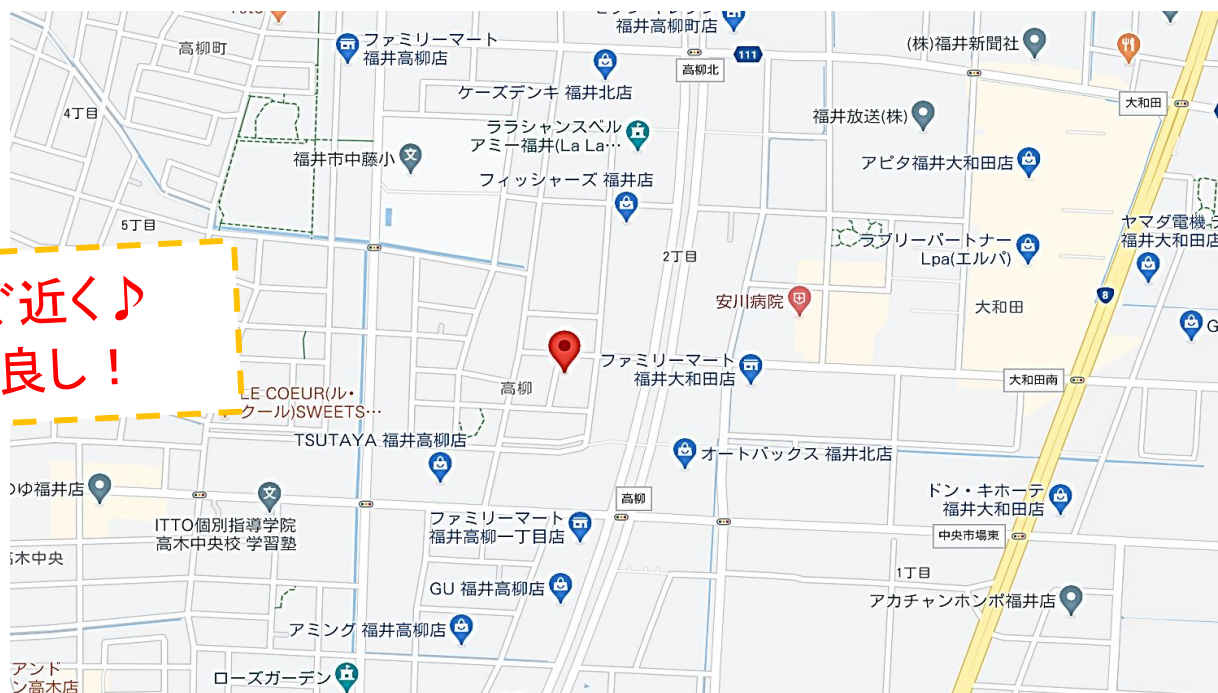 福井高柳町店
ファミリーマート
福井高柳店
高柳町
111
高柳北
(株)福井新聞社
ケーズデンキ 福井北店
4丁目
大和田
福井放送(株)
ララシャンスベル
アミー福井(La La…
福井市中藤小
アピタ福井大和田店
フィッシャーズ 福井店
5丁目
ヤマダ電機
福井大和田店
ラブリーパートナー
Lpa(エルパ)
2丁目
近く♪
良し！
安川病院
8
大和田
G
ファミリーマート
福井大和田店
高柳
大和田南
LE COEUR(ル・
クール)SWEETS…
TSUTAYA 福井高柳店
オートバックス 福井北店
ゆ福井店
高柳
ドン・キホーテ
福井大和田店
ITTO個別指導学院
高木中央校 学習塾
ファミリーマート
福井高柳一丁目店
中央市場東
木中央
1丁目
GU 福井高柳店
アカチャンホンポ福井店
アミング 福井高柳店
アンド
ン高木店
ローズガーデン